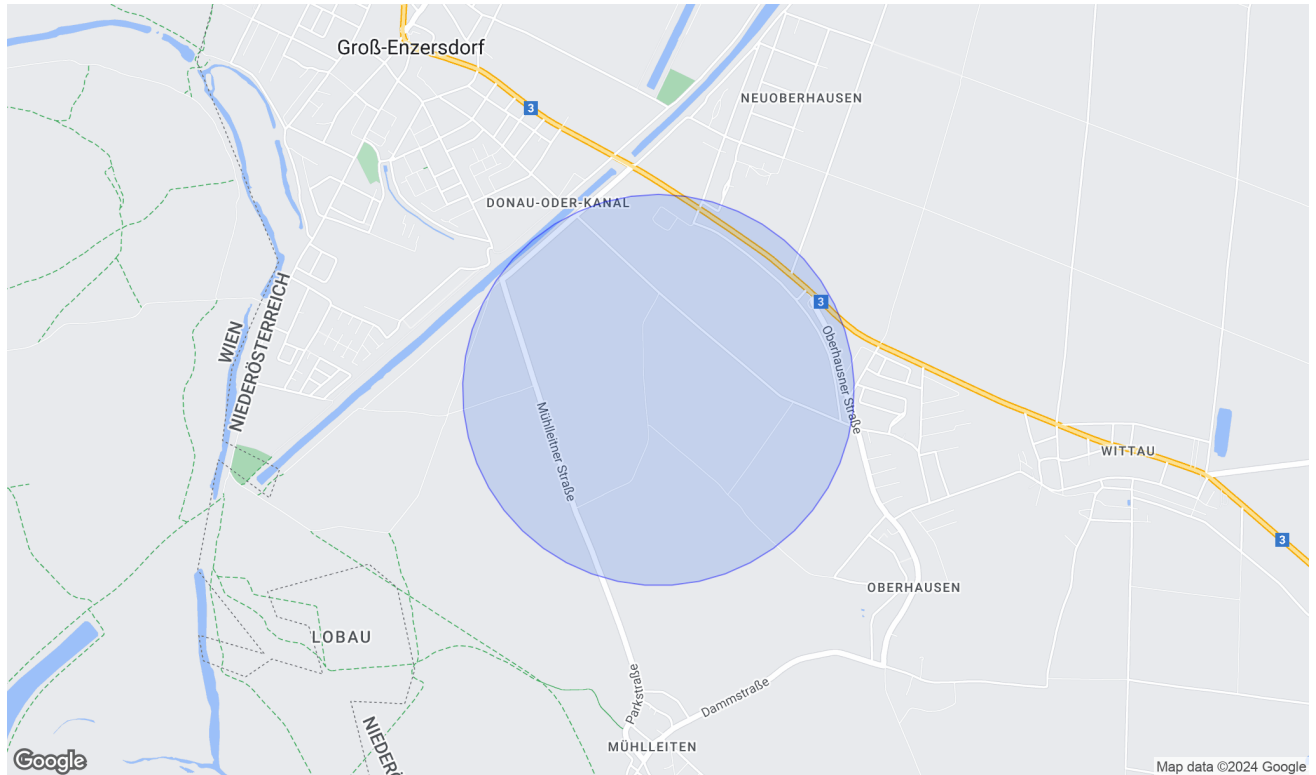 Groß-Enzersdorf
3
NEUOBERHAUSEN
DONAU-ODER-KANAL
WIEN
NIEDERÖSTERREICH
3
Oberhausner Straße
Mühlleitner Straße
WITTAU
3
OBERHAUSEN
LOBAU
Parkstraße
Dammstraße
NIEDERÖ
MÜHLLEITEN
Google
Map data ©2024 Google